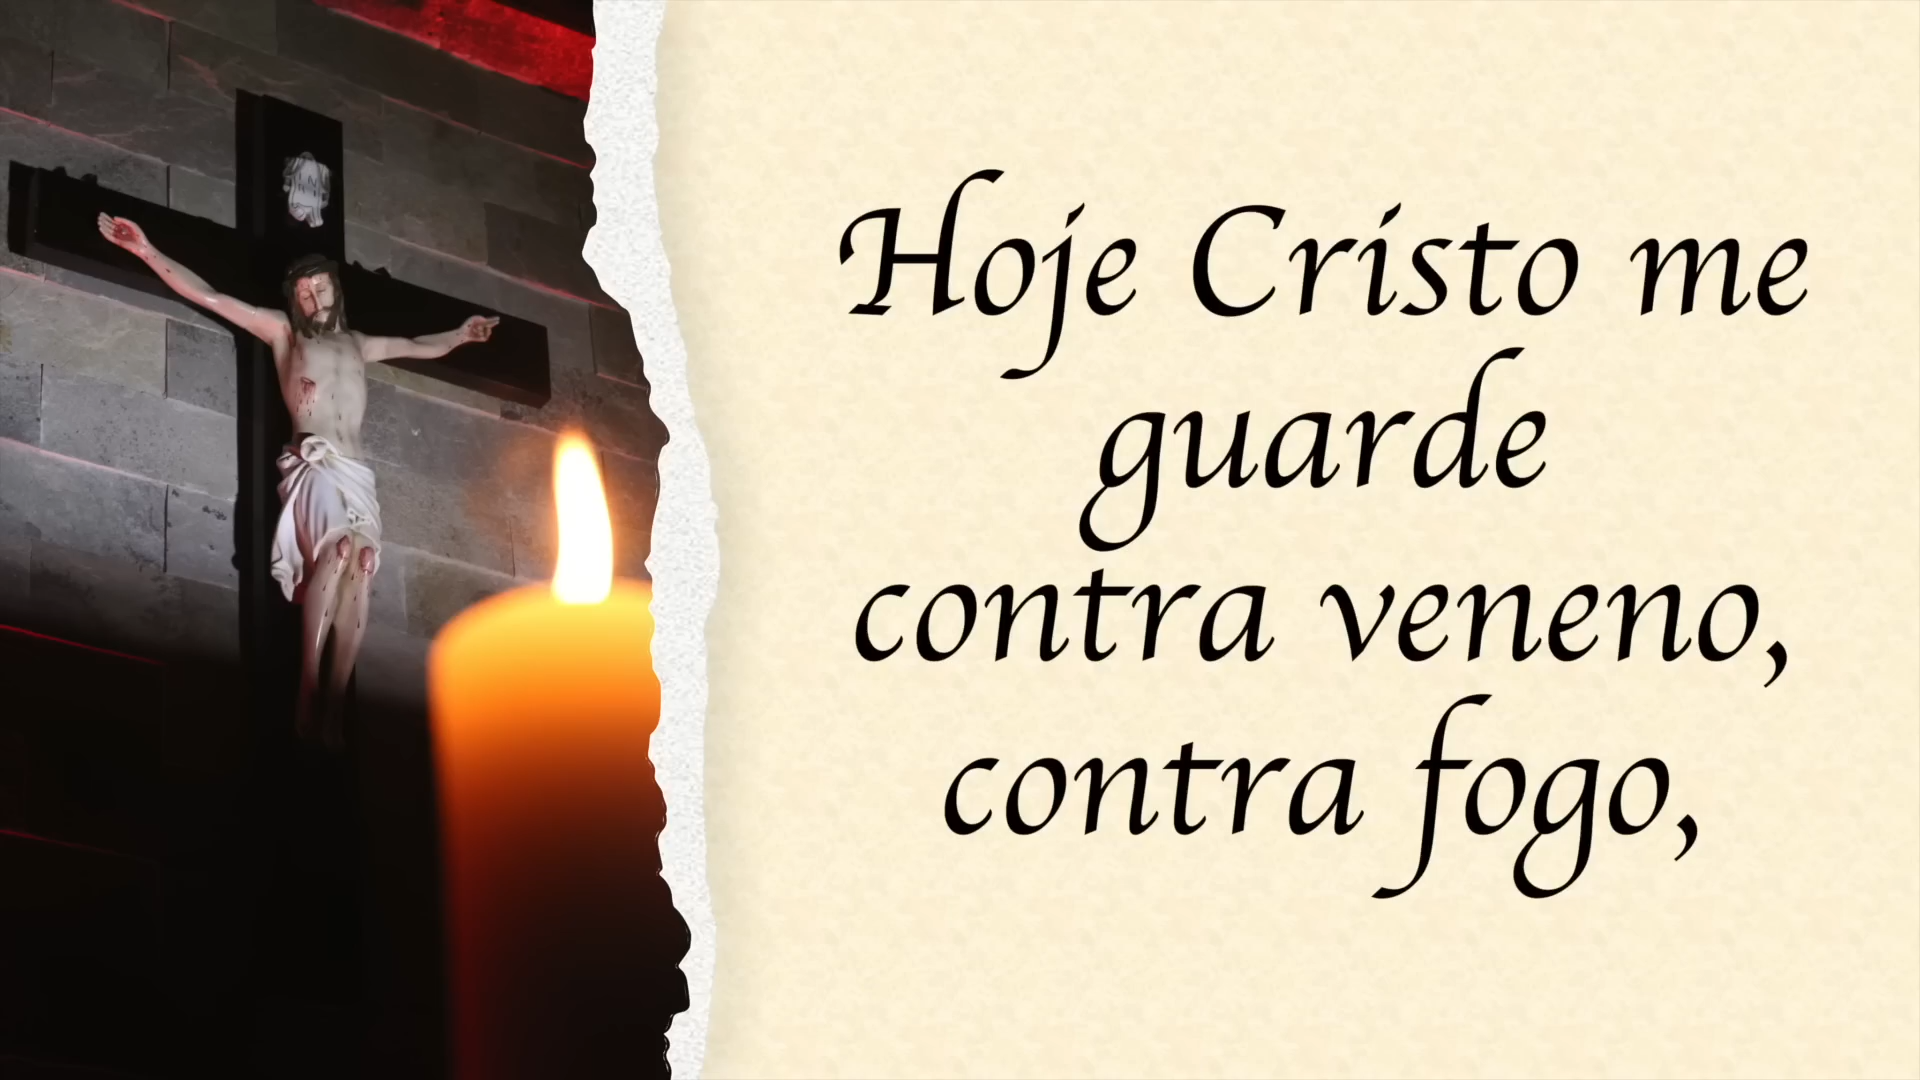 Hoje Cristo me
guarde
contra veneno,
contra fogo,